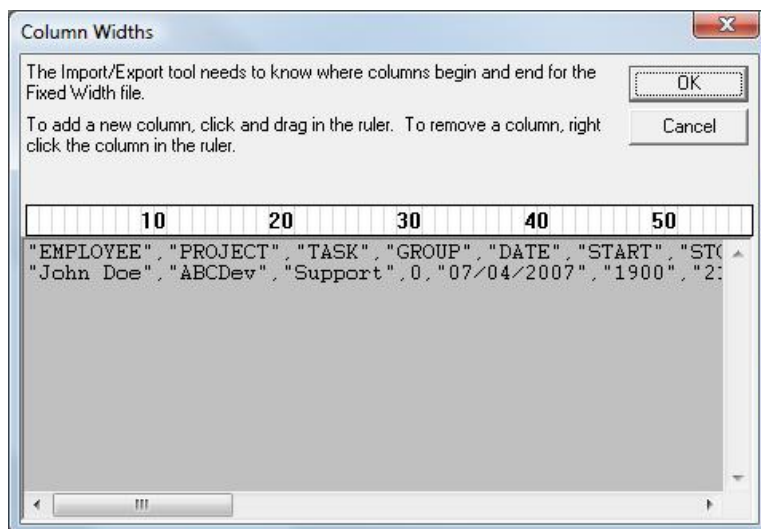 Column Widths
The Import/Export tool needs to know where columns begin and end for the
Fixed Width file.
OK
To add a new column, click and drag in the ruler. To remove a column, right
click the column in the ruler.
Cancel
10 20 30 40 50
"EMPLOYEE","PROJECT","TASK","GROUP","DATE","START","STO
"John Doe","ABCDev","Support",0,"07/04/2007","1900","21